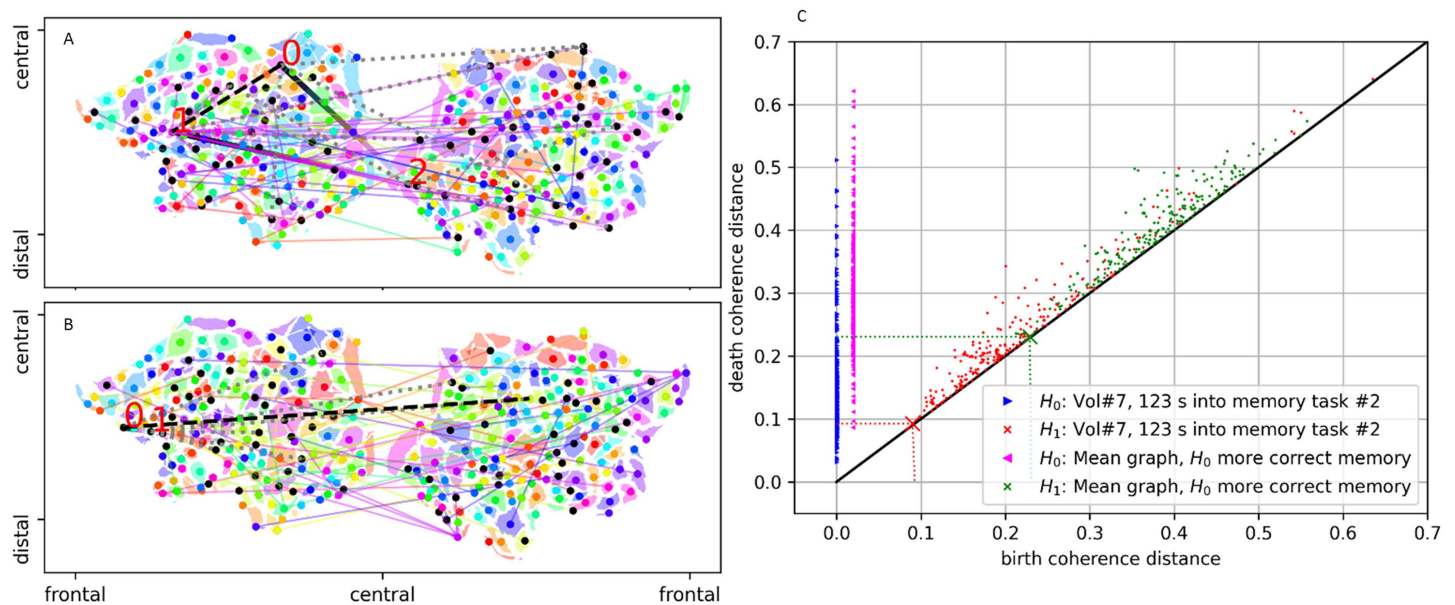 A
central
distal
0
1
2
B
central
distal
0 1
frontal
central
frontal
C
0.7
0.6
0.5
0.4
0.3
0.2
0.1
0.0
death coherence distance
H₀: Vol#7, 123 s into memory task #2
H₁: Vol#7, 123 s into memory task #2
H₀: Mean graph, H₀ more correct memory
H₁: Mean graph, H₀ more correct memory
0.0 0.1 0.2 0.3 0.4 0.5 0.6 0.7
birth coherence distance